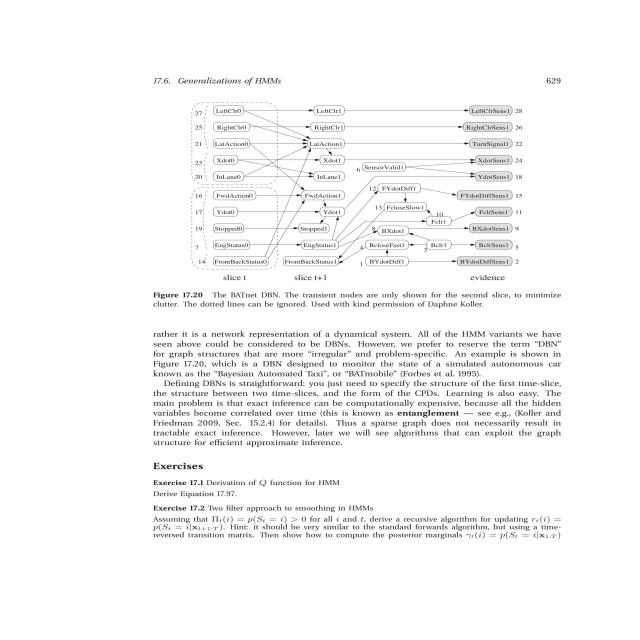 17.6. Generalizations of HMMs 629
27 LeftClr0 LeftClr1 LeftClrSens1 28
25 RightClr0 RightClr1 RightClrSens1 26
21 LatAction0 LatAction1 TurnSignal1 22
23 Xdot0 Xdot1 XdotSens1 24
6 SensorValid1
20 InLane0 InLane1 YdotSens1 18
16 FwdAction0 FwdAction1 12 FYdotDiff1 FYdotDiffSens1 15
17 Ydot0 Ydot1 13 FcloseSlow1 10 FclrSens1 11
Fclr1
19 Stopped0 Stopped1 8 BXdot1 BXdotSens1 9
7 EngStatus0 EngStatus1 4 BcloseFast1 3 Bclr1 BclrSens1 5
14 FrontBackStatus0 FrontBackStatus1 1 BYdotDiff1 BYdotDiffSens1 2
slice t slice t+1 evidence
Figure 17.20 The BATnet DBN. The transient nodes are only shown for the second slice, to minimize
clutter. The dotted lines can be ignored. Used with kind permission of Daphne Koller.
rather it is a network representation of a dynamical system. All of the HMM variants we have
seen above could be considered to be DBNs. However, we prefer to reserve the term “DBN”
for graph structures that are more “irregular” and problem-specific. An example is shown in
Figure 17.20, which is a DBN designed to monitor the state of a simulated autonomous car
known as the “Bayesian Automated Taxi”, or “BATmobile” (Forbes et al. 1995).
Defining DBNs is straightforward: you just need to specify the structure of the first time-slice,
the structure between two time-slices, and the form of the CPDs. Learning is also easy. The
main problem is that exact inference can be computationally expensive, because all the hidden
variables become correlated over time (this is known as entanglement — see e.g., (Koller and
Friedman 2009, Sec. 15.2.4) for details). Thus a sparse graph does not necessarily result in
tractable exact inference. However, later we will see algorithms that can exploit the graph
structure for efficient approximate inference.
Exercises
Exercise 17.1 Derivation of Q function for HMM
Derive Equation 17.97.
Exercise 17.2 Two filter approach to smoothing in HMMs
Assuming that Πt(i) = p(St = i) > 0 for all i and t, derive a recursive algorithm for updating rt(i) =
p(St = i|xt+1:T). Hint: it should be very similar to the standard forwards algorithm, but using a time-
reversed transition matrix. Then show how to compute the posterior marginals γt(i) = p(St = i|x1:T)